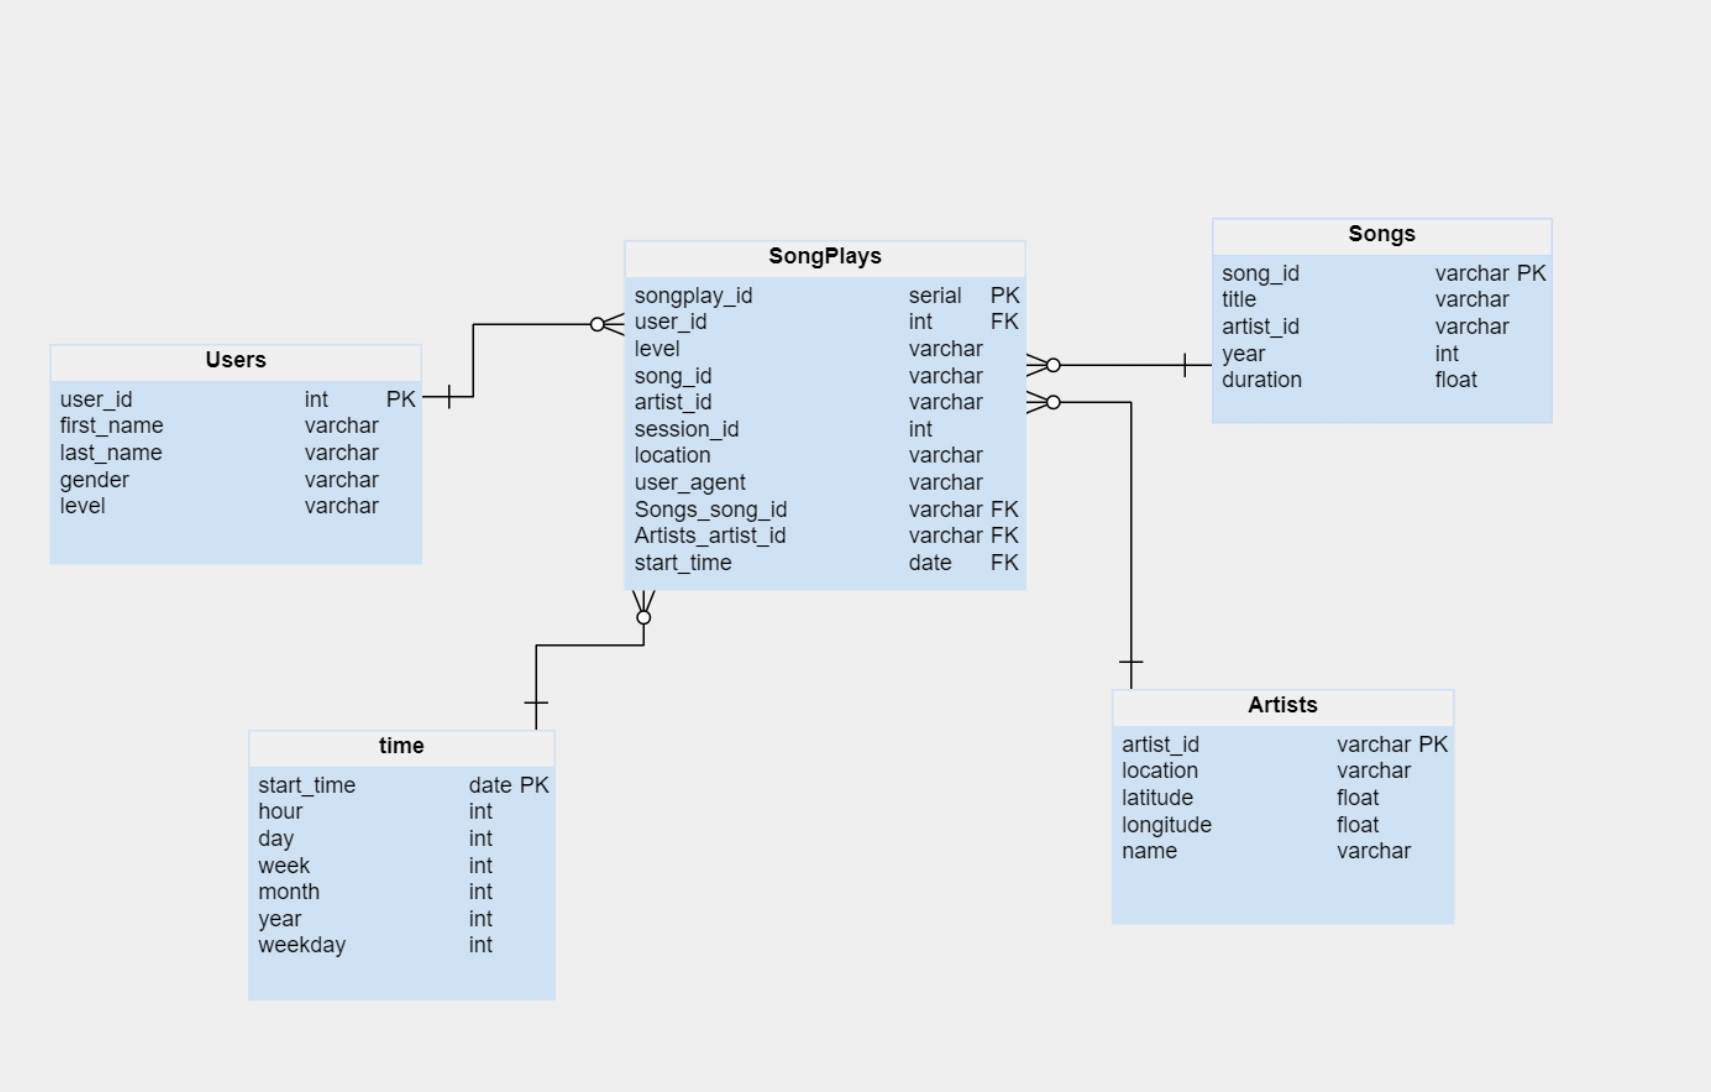 Users
user_id int PK
first_name varchar
last_name varchar
gender varchar
level varchar
SongPlays
songplay_id serial PK
user_id int FK
level varchar
song_id varchar
artist_id varchar
session_id int
location varchar
user_agent varchar
Songs_song_id varchar FK
Artists_artist_id varchar FK
start_time date FK
Songs
song_id varchar PK
title varchar
artist_id varchar
year int
duration float
time
start_time date PK
hour int
day int
week int
month int
year int
weekday int
Artists
artist_id varchar PK
location varchar
latitude float
longitude float
name varchar